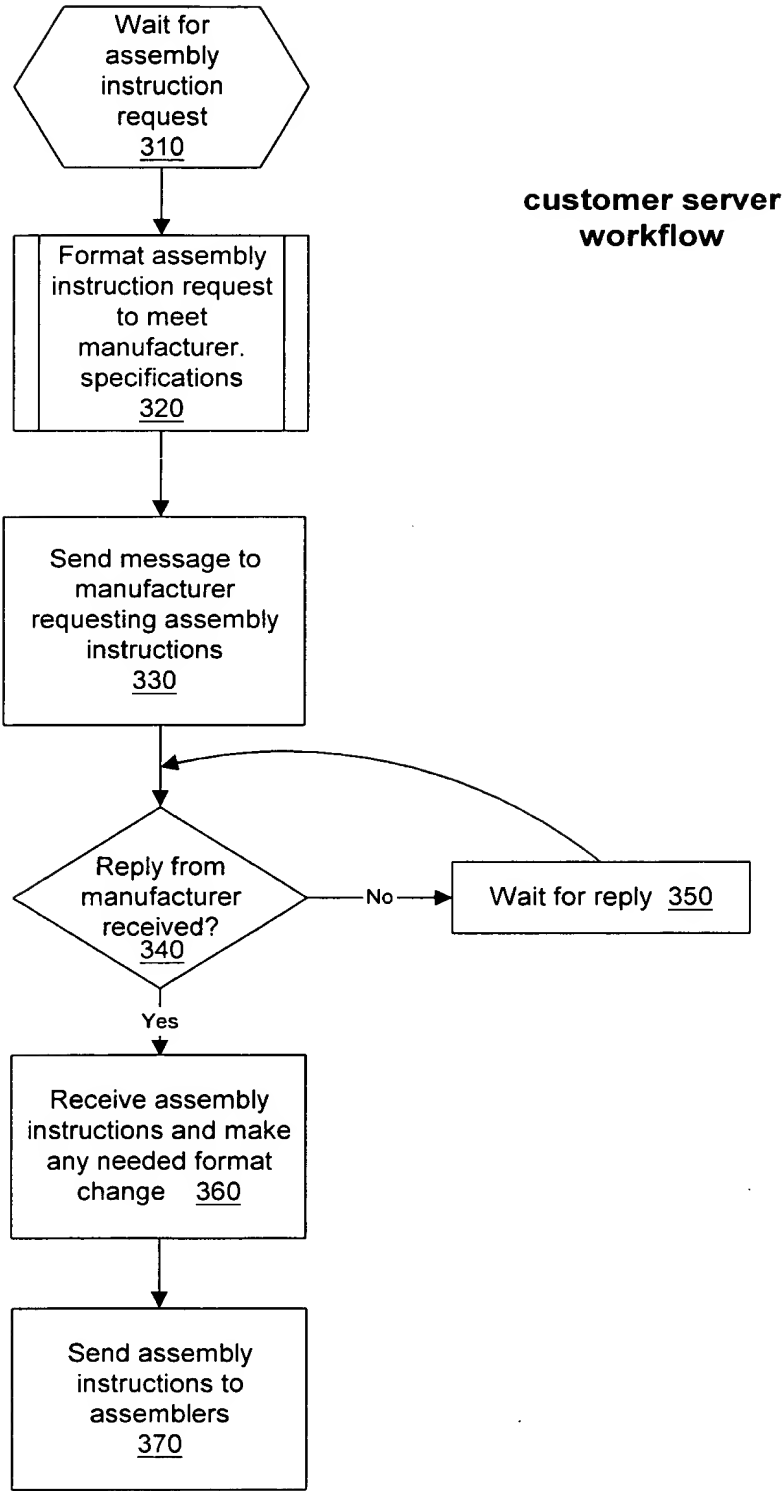 Wait for
assembly
instruction
request
310
customer server
workflow
Format assembly
instruction request
to meet
manufacturer.
specifications
320
Send message to
manufacturer
requesting assembly
instructions
330
Reply from
manufacturer
received?
340
No
Wait for reply 350
Yes
Receive assembly
instructions and make
any needed format
change 360
Send assembly
instructions to
assemblers
370